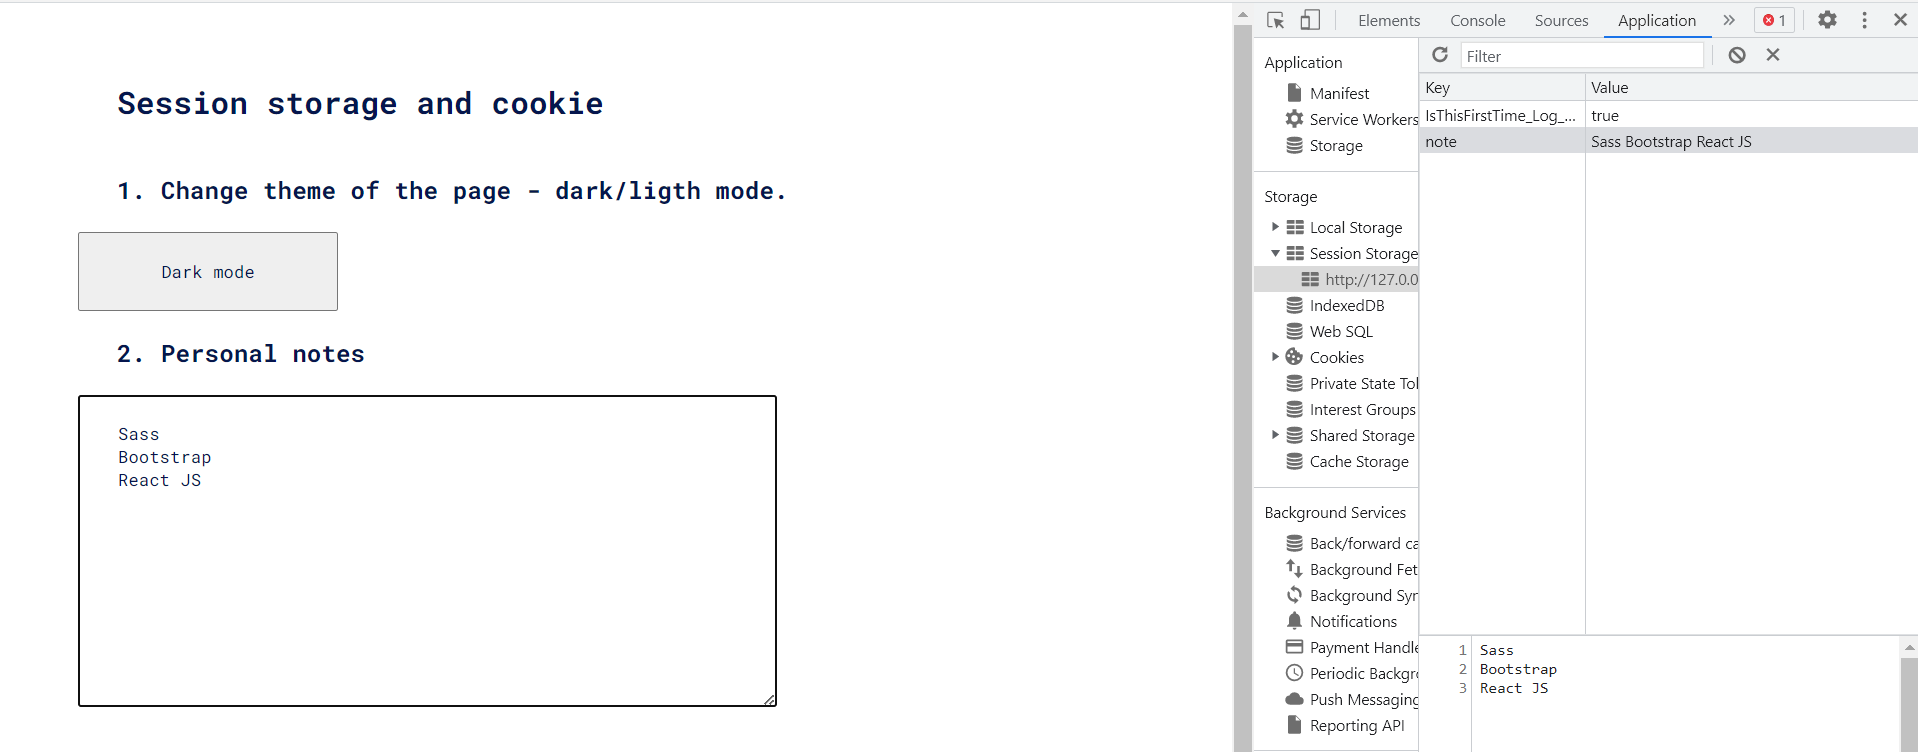 Session storage and cookie
1. Change theme of the page - dark/ligth mode.
Dark mode
2. Personal notes
Sass
Bootstrap
React JS
Elements Console Sources Application » 1
Application
Manifest
Service Workers
Storage
Storage
Local Storage
Session Storage
http://127.0.0
IndexedDB
Web SQL
Cookies
Private State Tol
Interest Groups
Shared Storage
Cache Storage
Background Services
Back/forward ca
Background Fet
Background Syn
Notifications
Payment Handle
Periodic Backgro
Push Messaging
Reporting API
Filter
Key Value
IsThisFirstTime_Log_... true
note Sass Bootstrap React JS
1 Sass
2 Bootstrap
3 React JS